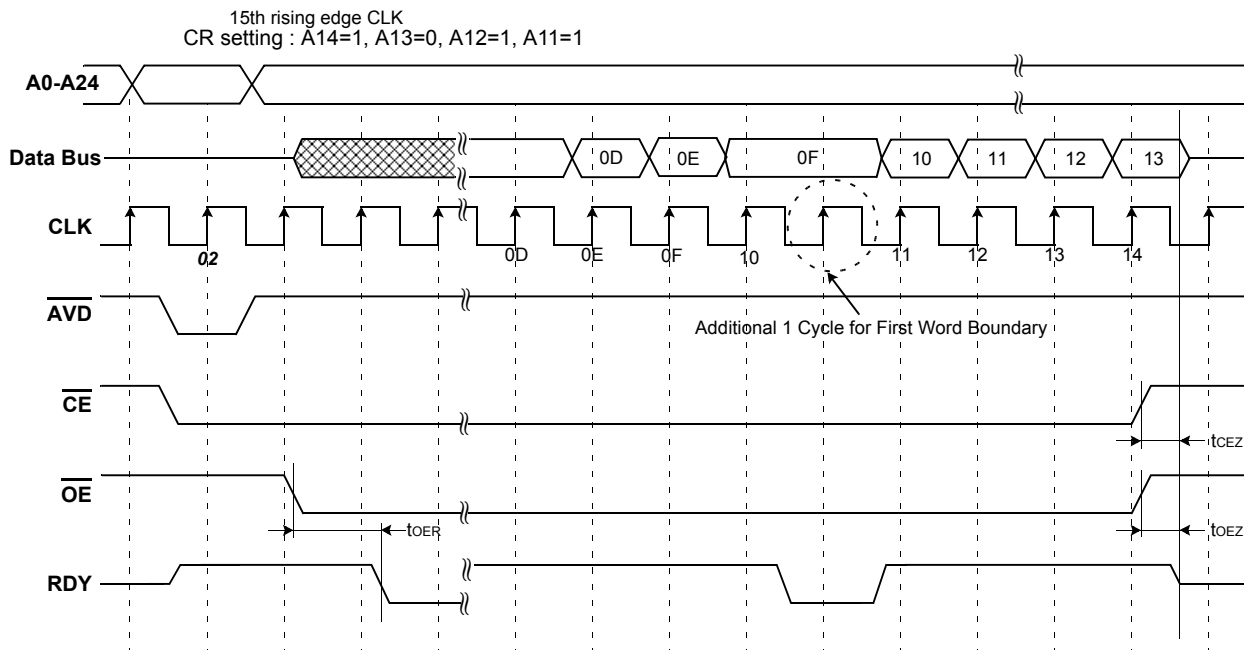 15th rising edge CLK
CR setting : A14=1, A13=0, A12=1, A11=1
A0-A24
Data Bus
0D 0E 0F 10 11 12 13
CLK
02 0D 0E 0F 10 11 12 13 14
AVD
Additional 1 Cycle for First Word Boundary
CE
tCEZ
OE
tOER
tOEZ
RDY